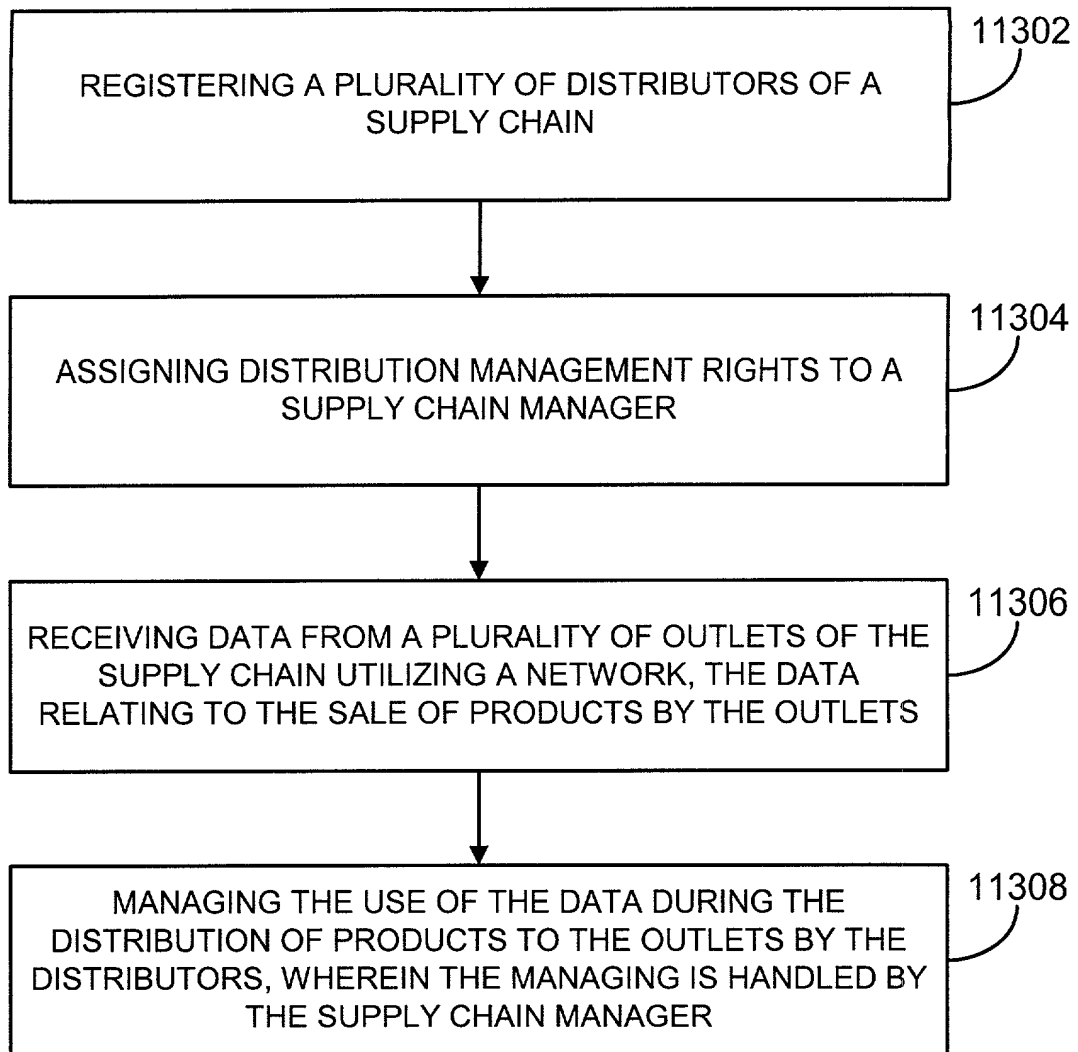 11302
REGISTERING A PLURALITY OF DISTRIBUTORS OF A
SUPPLY CHAIN
11304
ASSIGNING DISTRIBUTION MANAGEMENT RIGHTS TO A
SUPPLY CHAIN MANAGER
11306
RECEIVING DATA FROM A PLURALITY OF OUTLETS OF THE
SUPPLY CHAIN UTILIZING A NETWORK, THE DATA
RELATING TO THE SALE OF PRODUCTS BY THE OUTLETS
11308
MANAGING THE USE OF THE DATA DURING THE
DISTRIBUTION OF PRODUCTS TO THE OUTLETS BY THE
DISTRIBUTORS, WHEREIN THE MANAGING IS HANDLED BY
THE SUPPLY CHAIN MANAGER